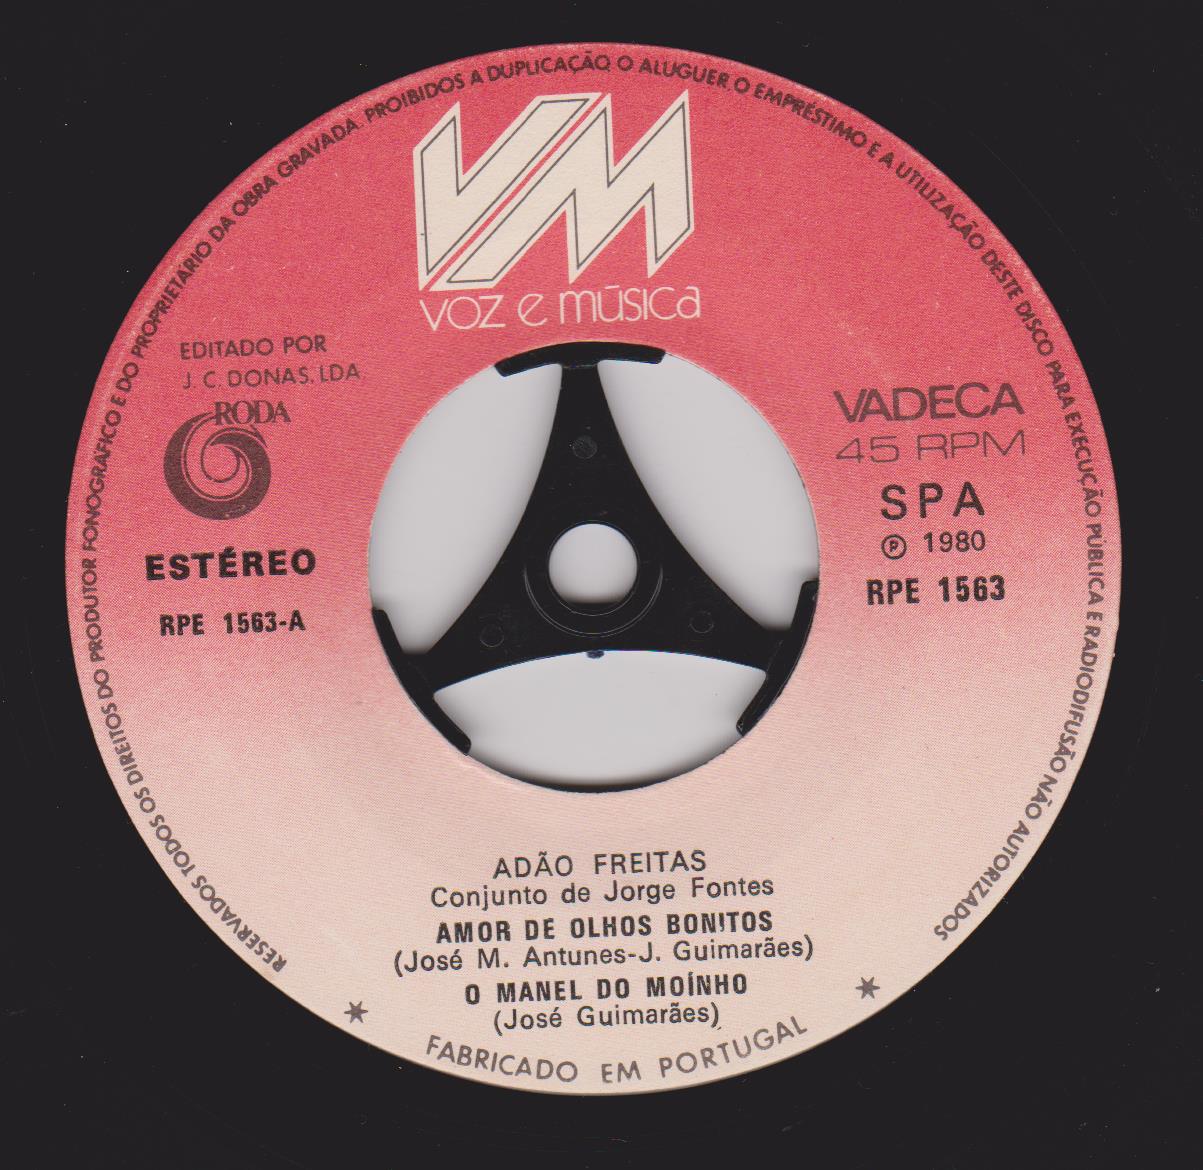 RESERVADOS TODOS OS DIREITOS DO PRODUTOR FONOGRAFICO E DO PROPRIETARIO DA OBRA GRAVADA. PROIBIDOS A DUPLICAÇÃO, O ALUGUER, O EMPRÉSTIMO E A UTILIZAÇÃO DESTE DISCO PARA EXECUÇÃO PÚBLICA E RADIODIFUSÃO NÃO AUTORIZADOS
VM
VOZ e música
EDITADO POR
J. C. DONAS, LDA
RODA
ESTÉREO
RPE 1563-A
VADECA
45 RPM
SPA
Ⓟ 1980
RPE 1563
ADÃO FREITAS
Conjunto de Jorge Fontes
AMOR DE OLHOS BONITOS
(José M. Antunes-J. Guimarães)
O MANEL DO MOÍNHO
(José Guimarães)
* FABRICADO EM PORTUGAL *